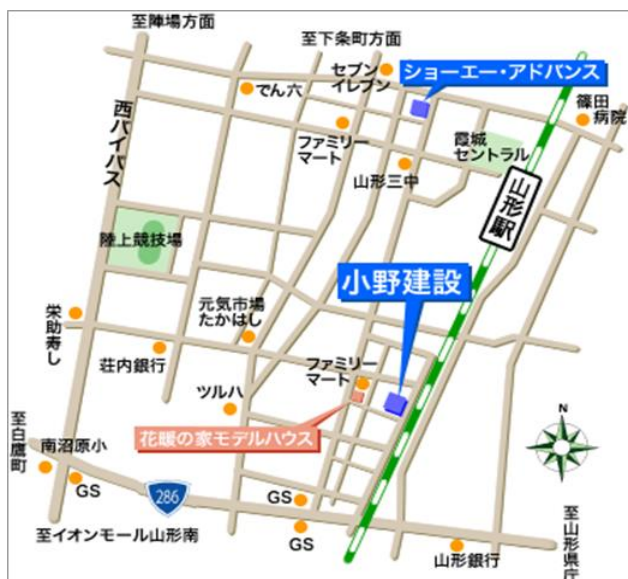 至陣場方面
至下条町方面
セブン
イレブン
ショーエー・アドバンス
でん六
篠田
病院
西バイパス
ファミリー
マート
霞城
セントラル
山形三中
山形駅
陸上競技場
小野建設
元気市場
たかはし
栄助寿し
荘内銀行
ファミリー
マート
ツルハ
N
花暖の家モデルハウス
至白鷹町
南沼原小
GS
286
GS
至イオンモール山形南
GS
山形銀行
至山形県庁